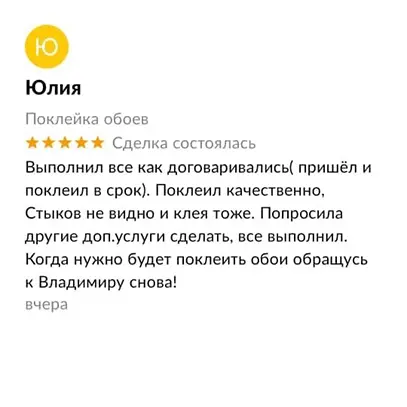 Ю
Юлия
Поклейка обоев
Сделка состоялась
Выполнил все как договаривались( пришёл и
поклеил в срок). Поклеил качественно,
Стыков не видно и клея тоже. Попросила
другие доп.услуги сделать, все выполнил.
Когда нужно будет поклеить обои обращусь
к Владимиру снова!
вчера